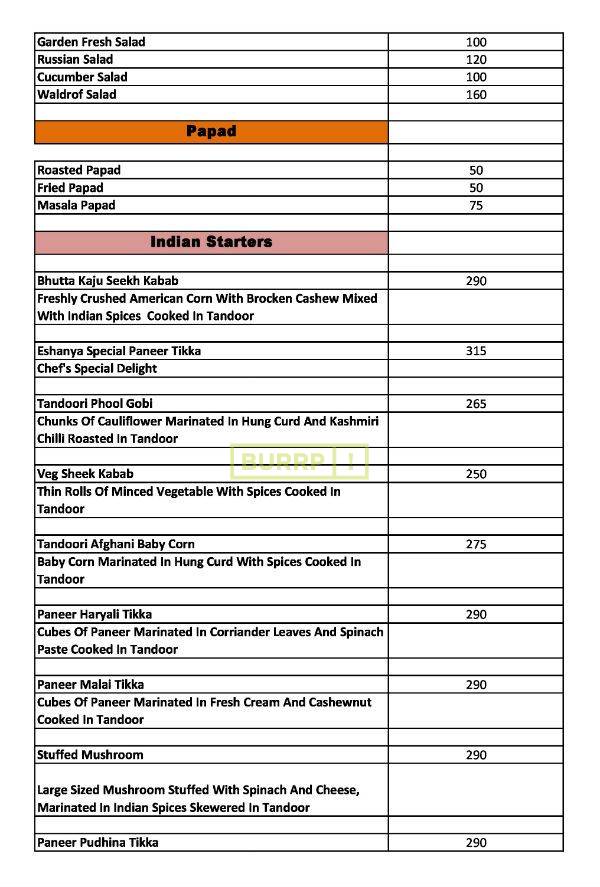 Garden Fresh Salad 100
Russian Salad 120
Cucumber Salad 100
Waldrof Salad 160
Papad
Roasted Papad 50
Fried Papad 50
Masala Papad 75
Indian Starters
Bhutta Kaju Seekh Kabab 290
Freshly Crushed American Corn With Brocken Cashew Mixed
With Indian Spices Cooked In Tandoor
Eshanya Special Paneer Tikka 315
Chef's Special Delight
Tandoori Phool Gobi 265
Chunks Of Cauliflower Marinated In Hung Curd And Kashmiri
Chilli Roasted In Tandoor
BURRP!
Veg Sheek Kabab 250
Thin Rolls Of Minced Vegetable With Spices Cooked In
Tandoor
Tandoori Afghani Baby Corn 275
Baby Corn Marinated In Hung Curd With Spices Cooked In
Tandoor
Paneer Haryali Tikka 290
Cubes Of Paneer Marinated In Corriander Leaves And Spinach
Paste Cooked In Tandoor
Paneer Malai Tikka 290
Cubes Of Paneer Marinated In Fresh Cream And Cashewnut
Cooked In Tandoor
Stuffed Mushroom 290
Large Sized Mushroom Stuffed With Spinach And Cheese,
Marinated In Indian Spices Skewered In Tandoor
Paneer Pudhina Tikka 290